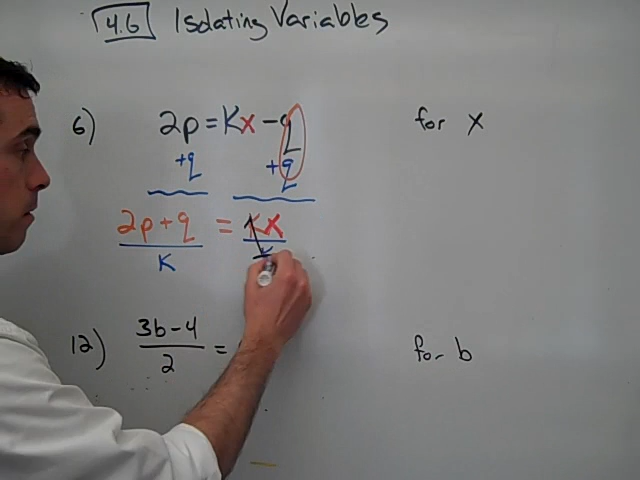 4.6 Isolating Variables
6) 2p = Kx - q for x
+q +q
2p + q = Kx
K K
12) 3b - 4 = for b
2